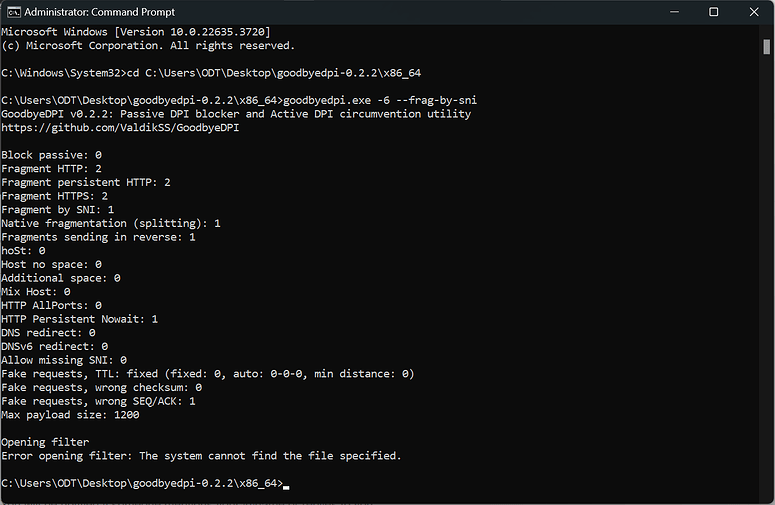 Administrator: Command Prompt
Microsoft Windows [Version 10.0.22635.3720]
(c) Microsoft Corporation. All rights reserved.
C:\Windows\System32>cd C:\Users\ODT\Desktop\goodbyedpi-0.2.2\x86_64
C:\Users\ODT\Desktop\goodbyedpi-0.2.2\x86_64>goodbyedpi.exe -6 --frag-by-sni
GoodbyeDPI v0.2.2: Passive DPI blocker and Active DPI circumvention utility
https://github.com/ValdikSS/GoodbyeDPI
Block passive: 0
Fragment HTTP: 2
Fragment persistent HTTP: 2
Fragment HTTPS: 2
Fragment by SNI: 1
Native fragmentation (splitting): 1
Fragments sending in reverse: 1
hoSt: 0
Host no space: 0
Additional space: 0
Mix Host: 0
HTTP AllPorts: 0
HTTP Persistent Nowait: 1
DNS redirect: 0
DNSv6 redirect: 0
Allow missing SNI: 0
Fake requests, TTL: fixed (fixed: 0, auto: 0-0-0, min distance: 0)
Fake requests, wrong checksum: 0
Fake requests, wrong SEQ/ACK: 1
Max payload size: 1200
Opening filter
Error opening filter: The system cannot find the file specified.
C:\Users\ODT\Desktop\goodbyedpi-0.2.2\x86_64>